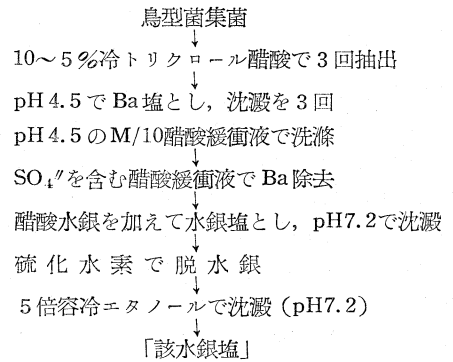 鳥型菌集菌
↓
10～5%冷トリクロール醋酸で3回抽出
↓
pH4.5でBa塩とし，沈澱を3回
pH4.5のM/10醋酸緩衝液で洗滌
↓
SO₄″を含む醋酸緩衝液でBa除去
↓
醋酸水銀を加えて水銀塩とし，pH7.2で沈澱
↓
硫化水素で脱水銀
↓
5倍容冷エタノールで沈澱（pH7.2）
↓
「該水銀塩」